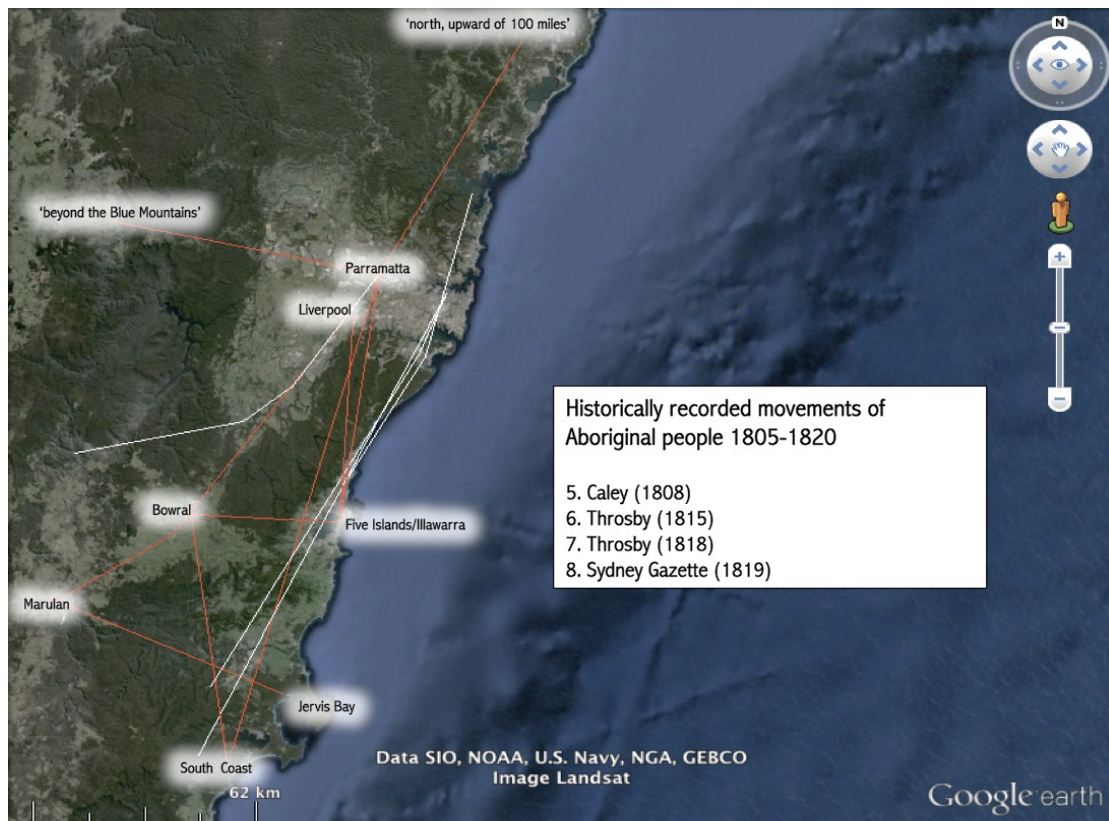 ‘north, upward of 100 miles’
N
‘beyond the Blue Mountains’
Parramatta
Liverpool
Historically recorded movements of
Aboriginal people 1805-1820
5. Caley (1808)
6. Throsby (1815)
7. Throsby (1818)
8. Sydney Gazette (1819)
Bowral
Five Islands/Illawarra
Marulan
Jervis Bay
South Coast
Data SIO, NOAA, U.S. Navy, NGA, GEBCO
Image Landsat
62 km
Google earth